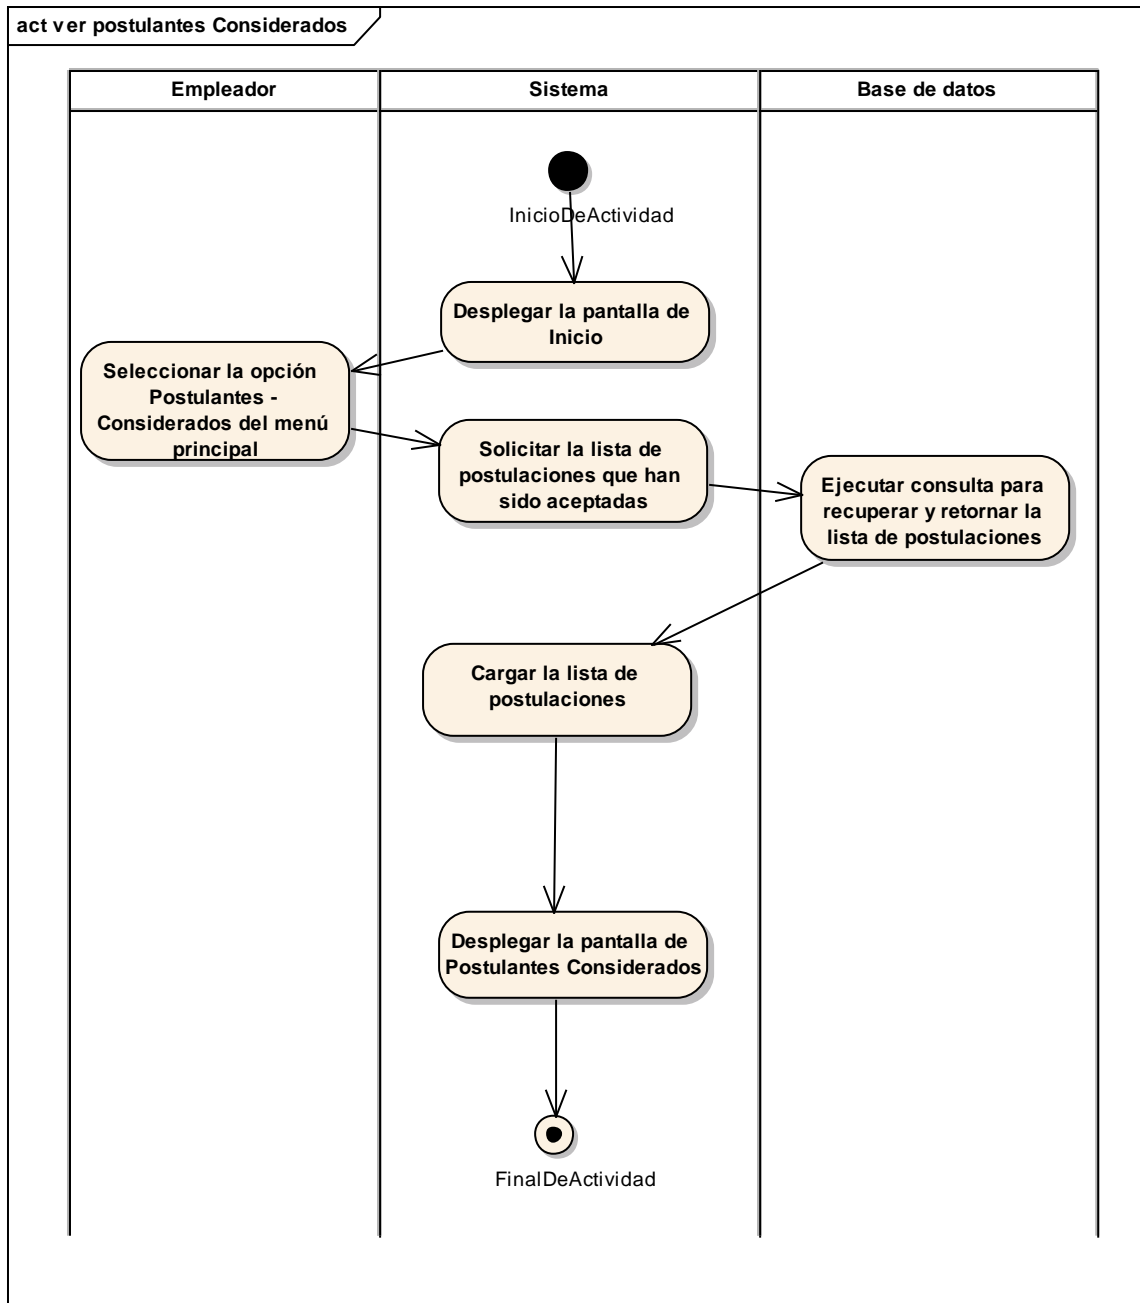 act ver postulantes Considerados
Empleador
Sistema
Base de datos
InicioDeActividad
Desplegar la pantalla de
Inicio
Seleccionar la opción
Postulantes -
Considerados del menú
principal
Solicitar la lista de
postulaciones que han
sido aceptadas
Ejecutar consulta para
recuperar y retornar la
lista de postulaciones
Cargar la lista de
postulaciones
Desplegar la pantalla de
Postulantes Considerados
FinalDeActividad